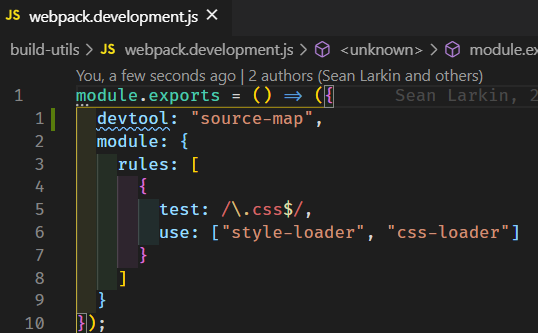 JS webpack.development.js ×
build-utils > JS webpack.development.js > <unknown> > module.ex
You, a few seconds ago | 2 authors (Sean Larkin and others)
1 module.exports = () => ({ Sean Larkin, 2
1 devtool: "source-map",
2 module: {
3 rules: [
4 {
5 test: /\.css$/,
6 use: ["style-loader", "css-loader"]
7 }
8 ]
9 }
10 });